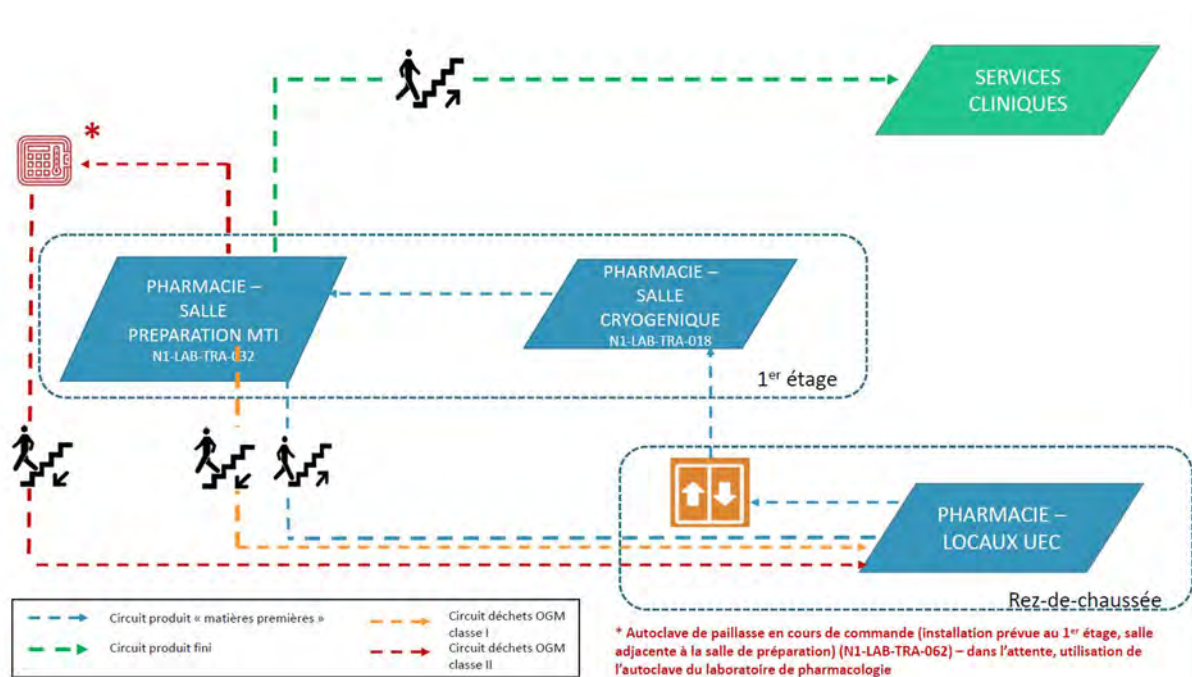 SERVICES
CLINIQUES
*
PHARMACIE –
SALLE
PREPARATION MTI
N1-LAB-TRA-032
PHARMACIE –
SALLE
CRYOGENIQUE
N1-LAB-TRA-018
1er étage
PHARMACIE –
LOCAUX UEC
Rez-de-chaussée
Circuit produit « matières premières »
Circuit produit fini
Circuit déchets OGM
classe I
Circuit déchets OGM
classe II
* Autoclave de paillasse en cours de commande (installation prévue au 1er étage, salle
adjacente à la salle de préparation) (N1-LAB-TRA-062) – dans l'attente, utilisation de
l'autoclave du laboratoire de pharmacologie